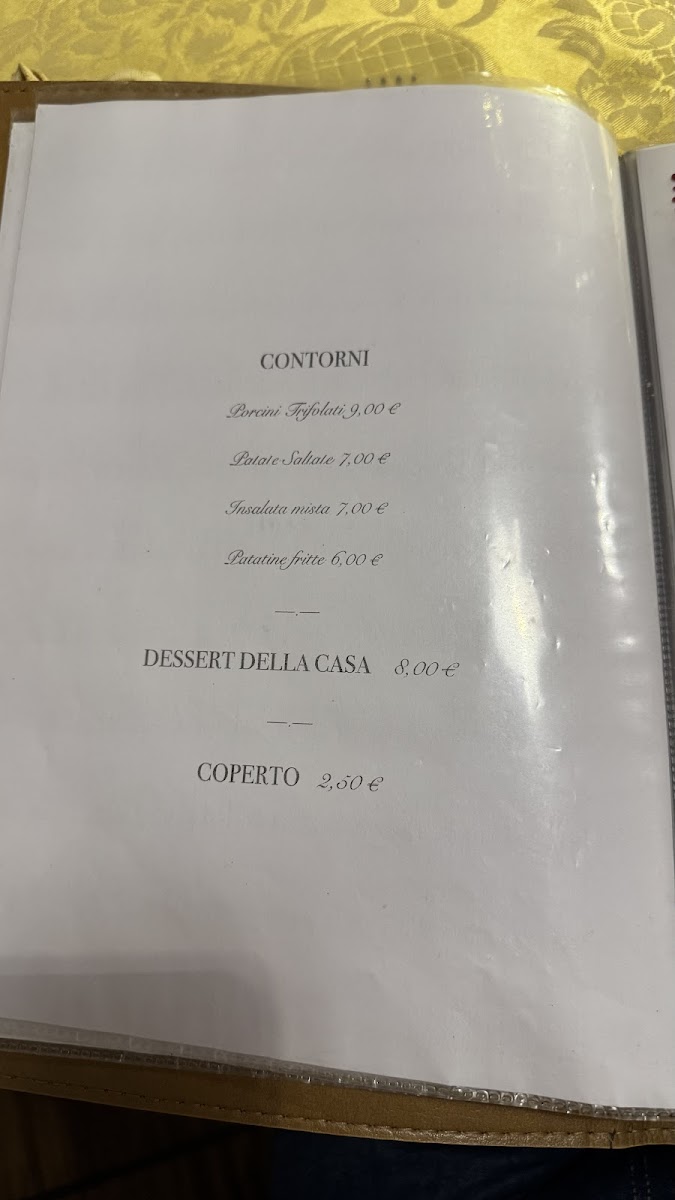 CONTORNI
Porcini Trifolati 9,00 €
Patate Saltate 7,00 €
Insalata mista 7,00 €
Patatine fritte 6,00 €
DESSERT DELLA CASA 8,00 €
COPERTO 2,50 €